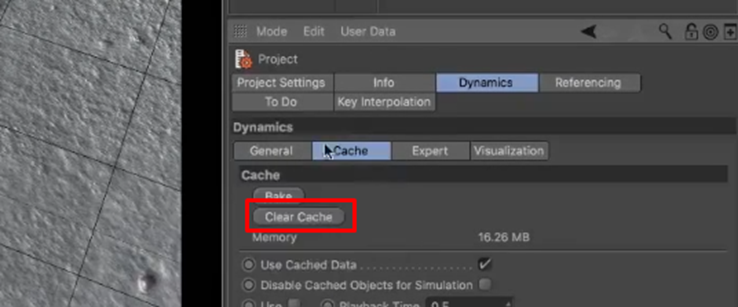 Mode Edit User Data
Project
Project Settings Info Dynamics Referencing
To Do Key Interpolation
Dynamics
General Cache Expert Visualization
Cache
Bake
Clear Cache
Memory 16.26 MB
Use Cached Data
Disable Cached Objects for Simulation
Use Playback Time 0.5